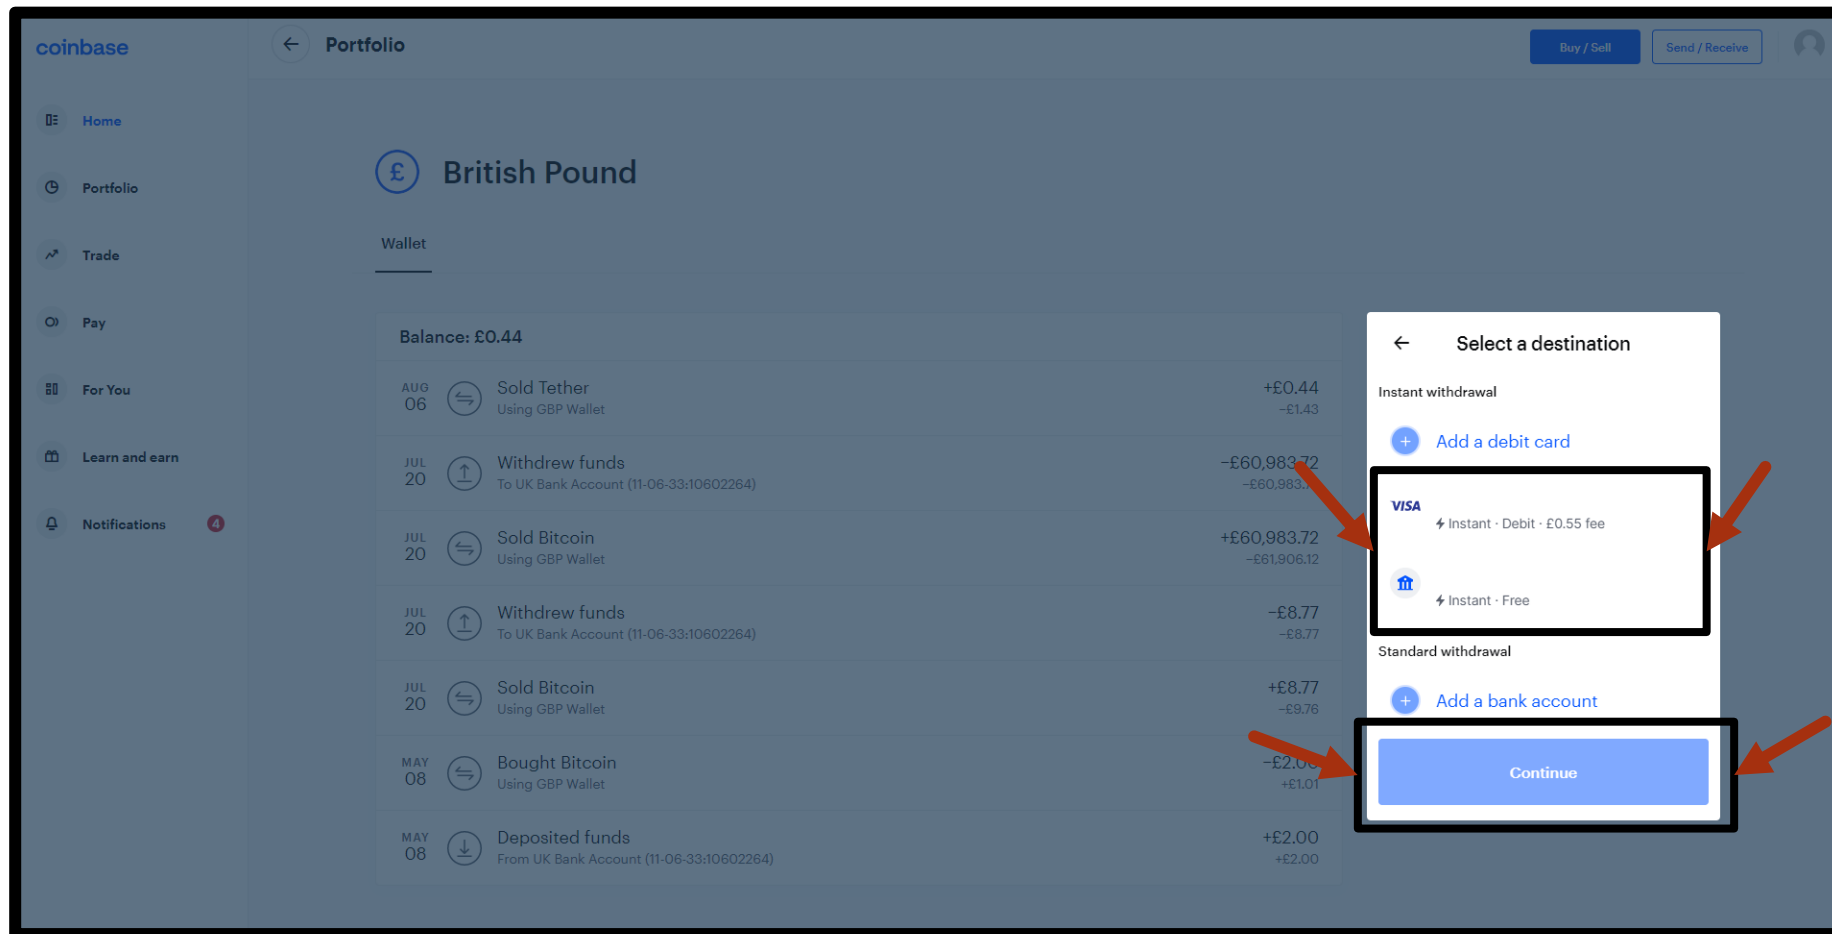 coinbase
Portfolio
Buy / Sell
Send / Receive
Home
Portfolio
Trade
Pay
For You
Learn and earn
Notifications
4
£
British Pound
Wallet
Balance: £0.44
AUG
06
Sold Tether
Using GBP Wallet
+£0.44
−£1.43
JUL
20
Withdrew funds
To UK Bank Account (11-06-33:10602264)
−£60,983.72
JUL
20
Sold Bitcoin
Using GBP Wallet
+£60,983.72
−£61,906.12
JUL
20
Withdrew funds
To UK Bank Account (11-06-33:10602264)
−£8.77
−£8.77
JUL
20
Sold Bitcoin
Using GBP Wallet
+£8.77
−£9.76
MAY
08
Bought Bitcoin
Using GBP Wallet
−£2.00
+£1.01
MAY
08
Deposited funds
From UK Bank Account (11-06-33:10602264)
+£2.00
+£2.00
Select a destination
Instant withdrawal
Add a debit card
VISA
Instant · Debit · £0.55 fee
Instant · Free
Standard withdrawal
Add a bank account
Continue